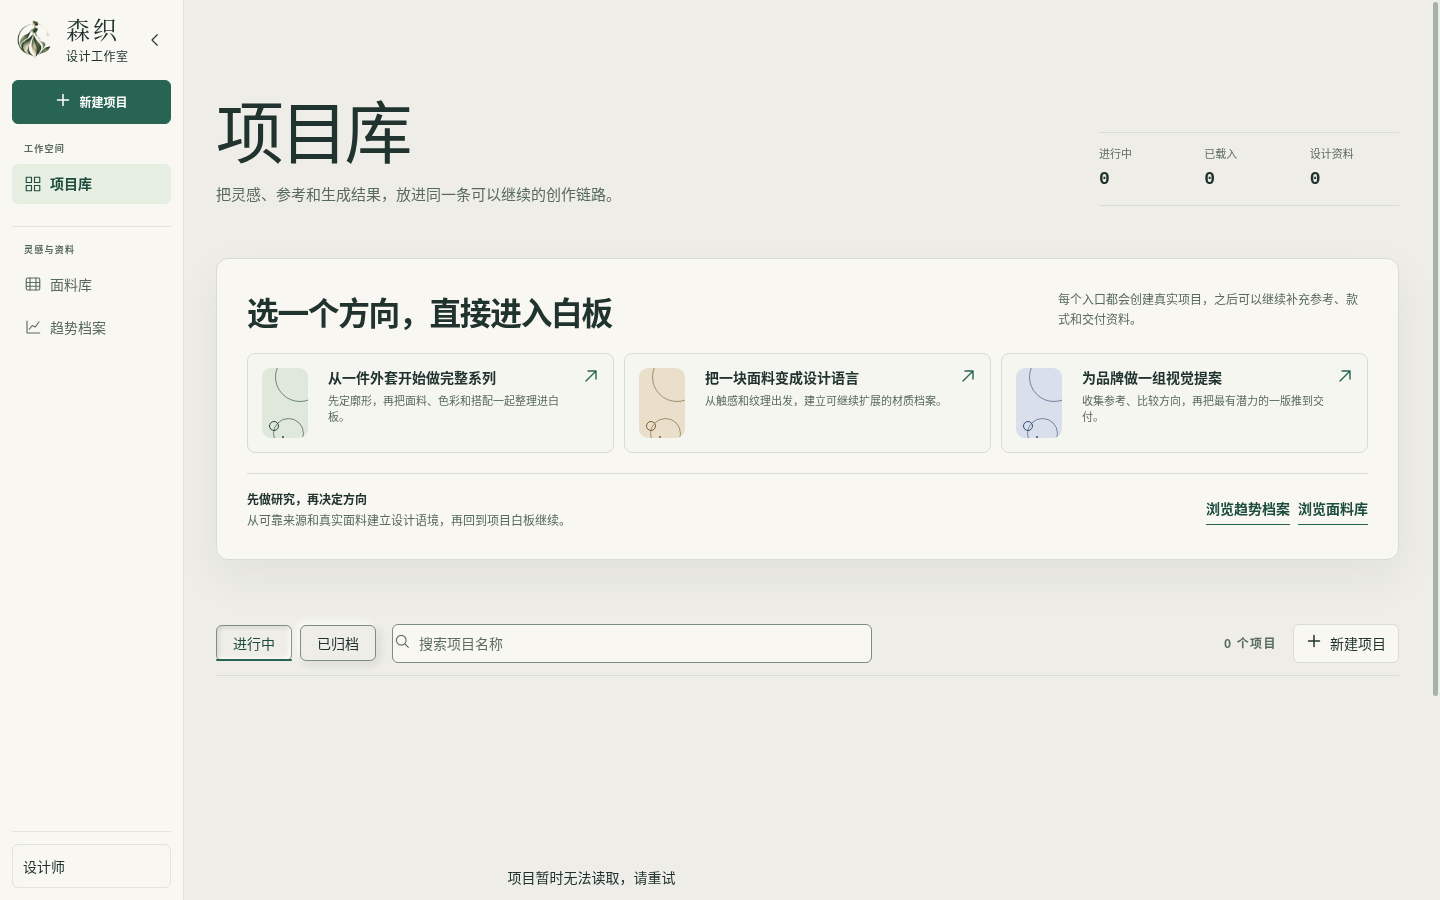 森织
设计工作室
新建项目
工作空间
项目库
灵感与资料
面料库
趋势档案
设计师
项目库
把灵感、参考和生成结果，放进同一条可以继续的创作链路。
进行中
0
已载入
0
设计资料
0
选一个方向，直接进入白板
每个入口都会创建真实项目，之后可以继续补充参考、款
式和交付资料。
从一件外套开始做完整系列
先定廓形，再把面料、色彩和搭配一起整理进白
板。
把一块面料变成设计语言
从触感和纹理出发，建立可继续扩展的材质档案。
为品牌做一组视觉提案
收集参考、比较方向，再把最有潜力的一版推到交
付。
先做研究，再决定方向
从可靠来源和真实面料建立设计语境，再回到项目白板继续。
浏览趋势档案 浏览面料库
进行中
已归档
搜索项目名称
0 个项目
新建项目
项目暂时无法读取，请重试